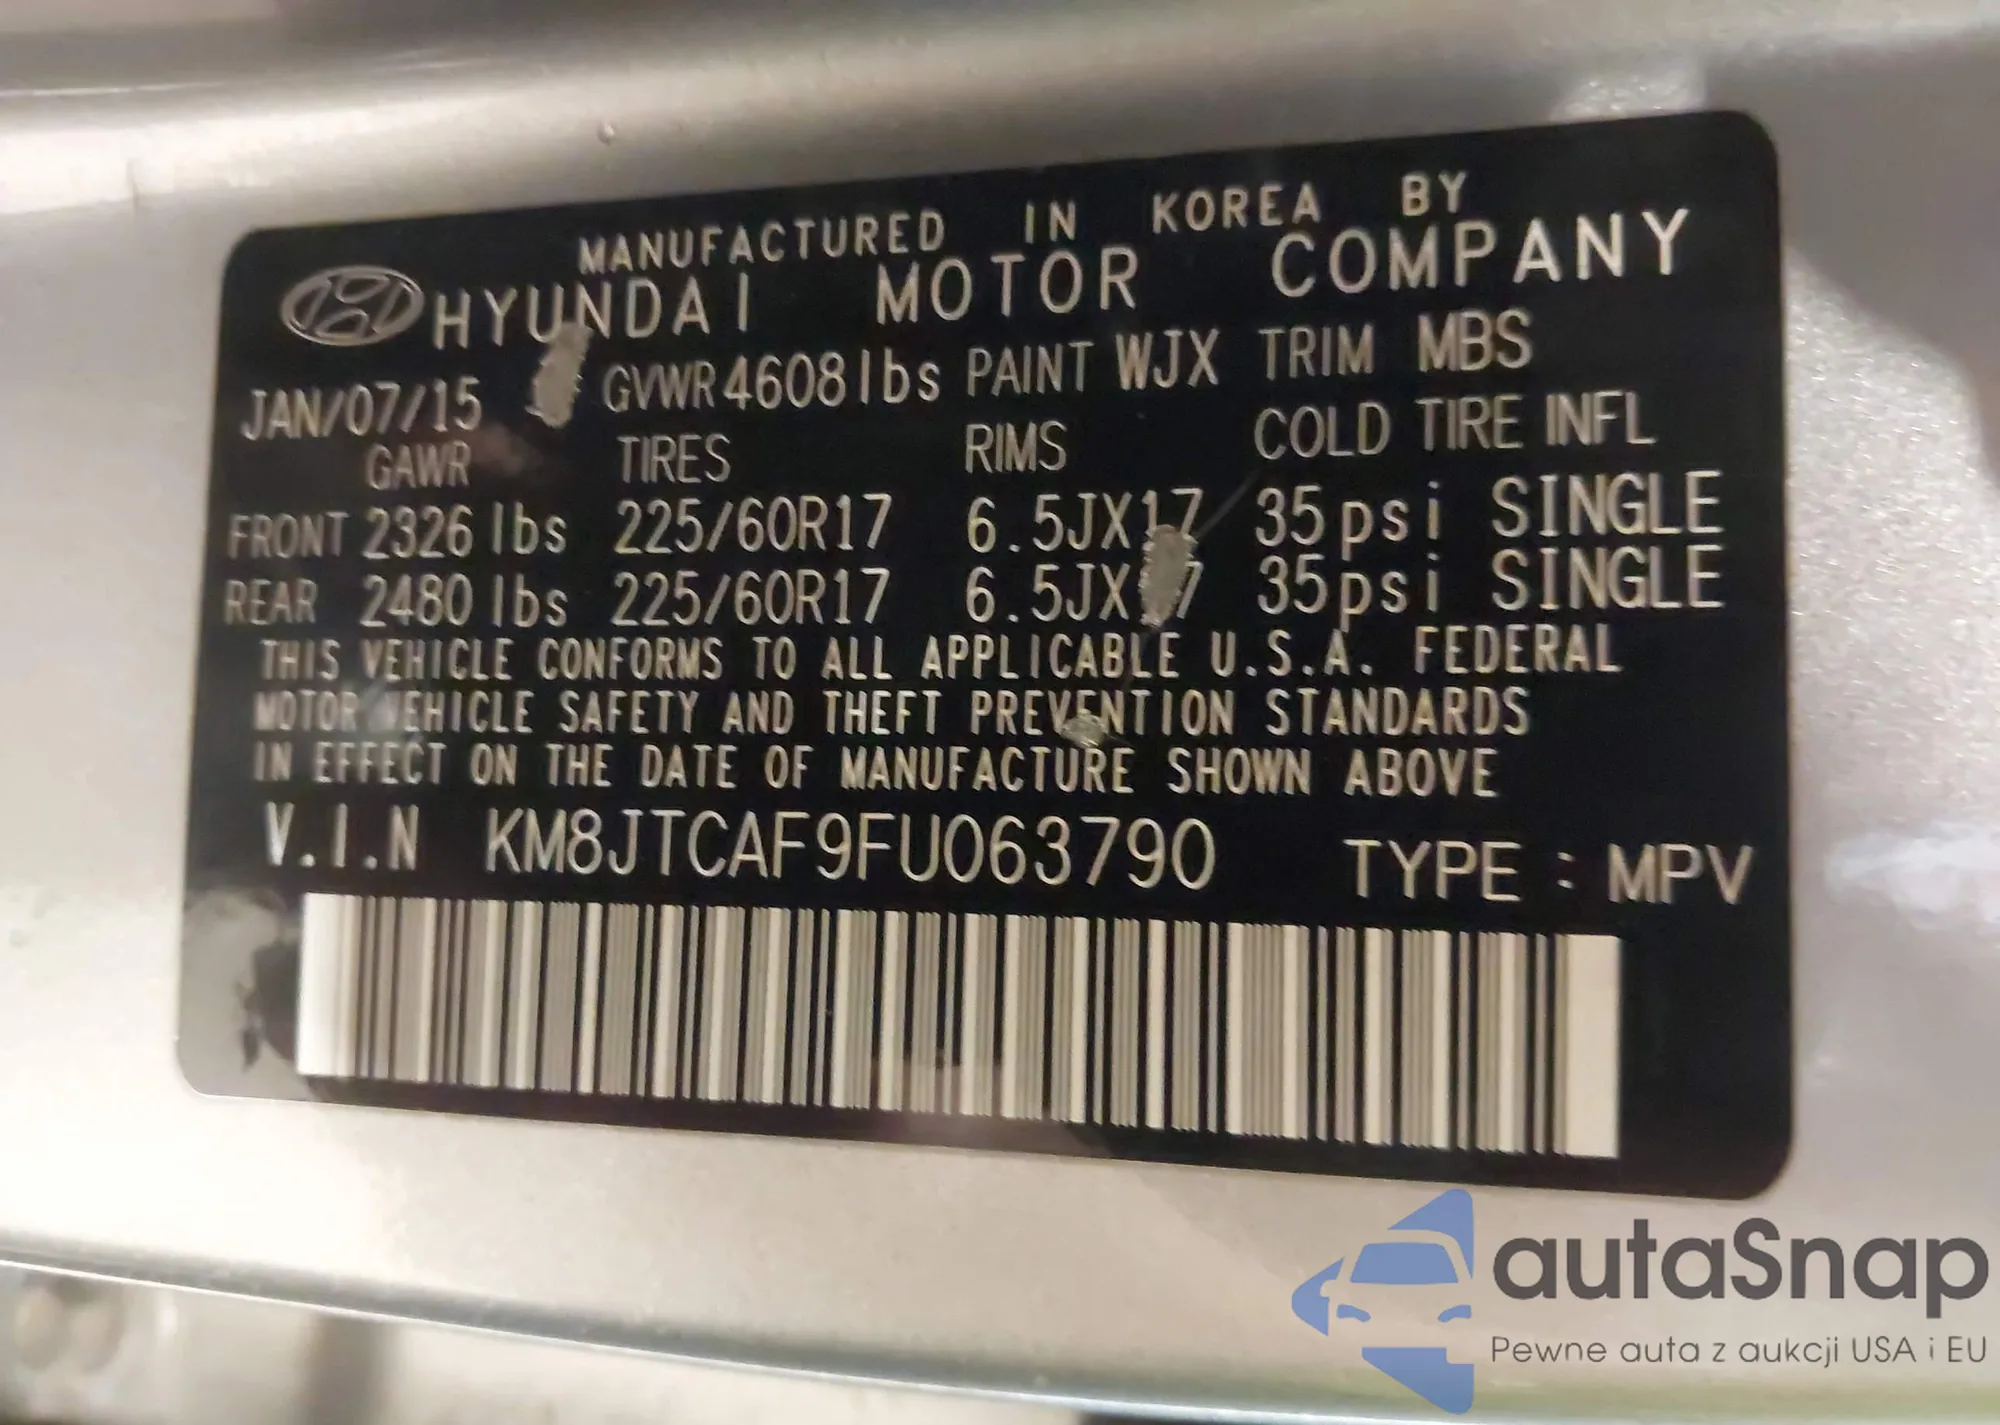 MANUFACTURED IN KOREA BY
HYUNDAI MOTOR COMPANY
JAN/07/15 GVWR 4608 lbs PAINT WJX TRIM MBS
GAWR TIRES RIMS COLD TIRE INFL
FRONT 2326 lbs 225/60R17 6.5JX17 35psi SINGLE
REAR 2480 lbs 225/60R17 6.5JX17 35psi SINGLE
THIS VEHICLE CONFORMS TO ALL APPLICABLE U.S.A. FEDERAL
MOTOR VEHICLE SAFETY AND THEFT PREVENTION STANDARDS
IN EFFECT ON THE DATE OF MANUFACTURE SHOWN ABOVE
V.I.N KM8JTCAF9FU063790 TYPE : MPV
autaSnap
Pewne auta z aukcji USA i EU